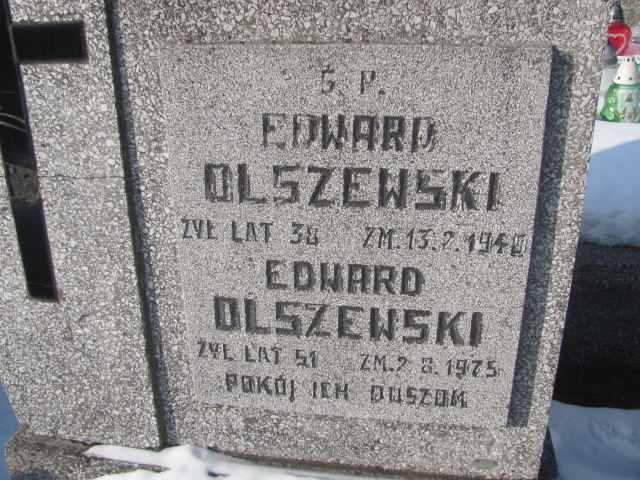 Ś. P.
EDWARD
OLSZEWSKI
ŻYŁ LAT 38 ZM. 13.2.1940
EDWARD
OLSZEWSKI
ŻYŁ LAT 51 ZM. 2 8.1975
POKÓJ ICH DUSZOM